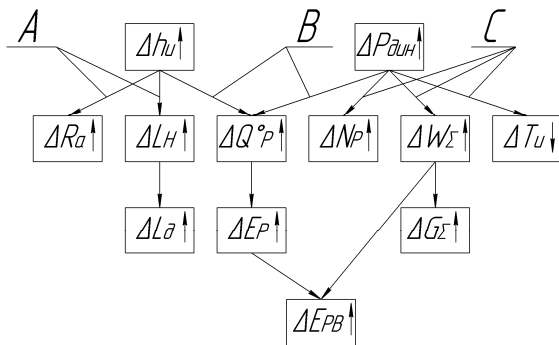 A B C
Δhи↑ ΔPдин↑
ΔRа↑ ΔLн↑ ΔQ°р↑ ΔNр↑ ΔWΣ↑ ΔTи↓
ΔLд↑ ΔEр↑ ΔGΣ↑
ΔEрв↑